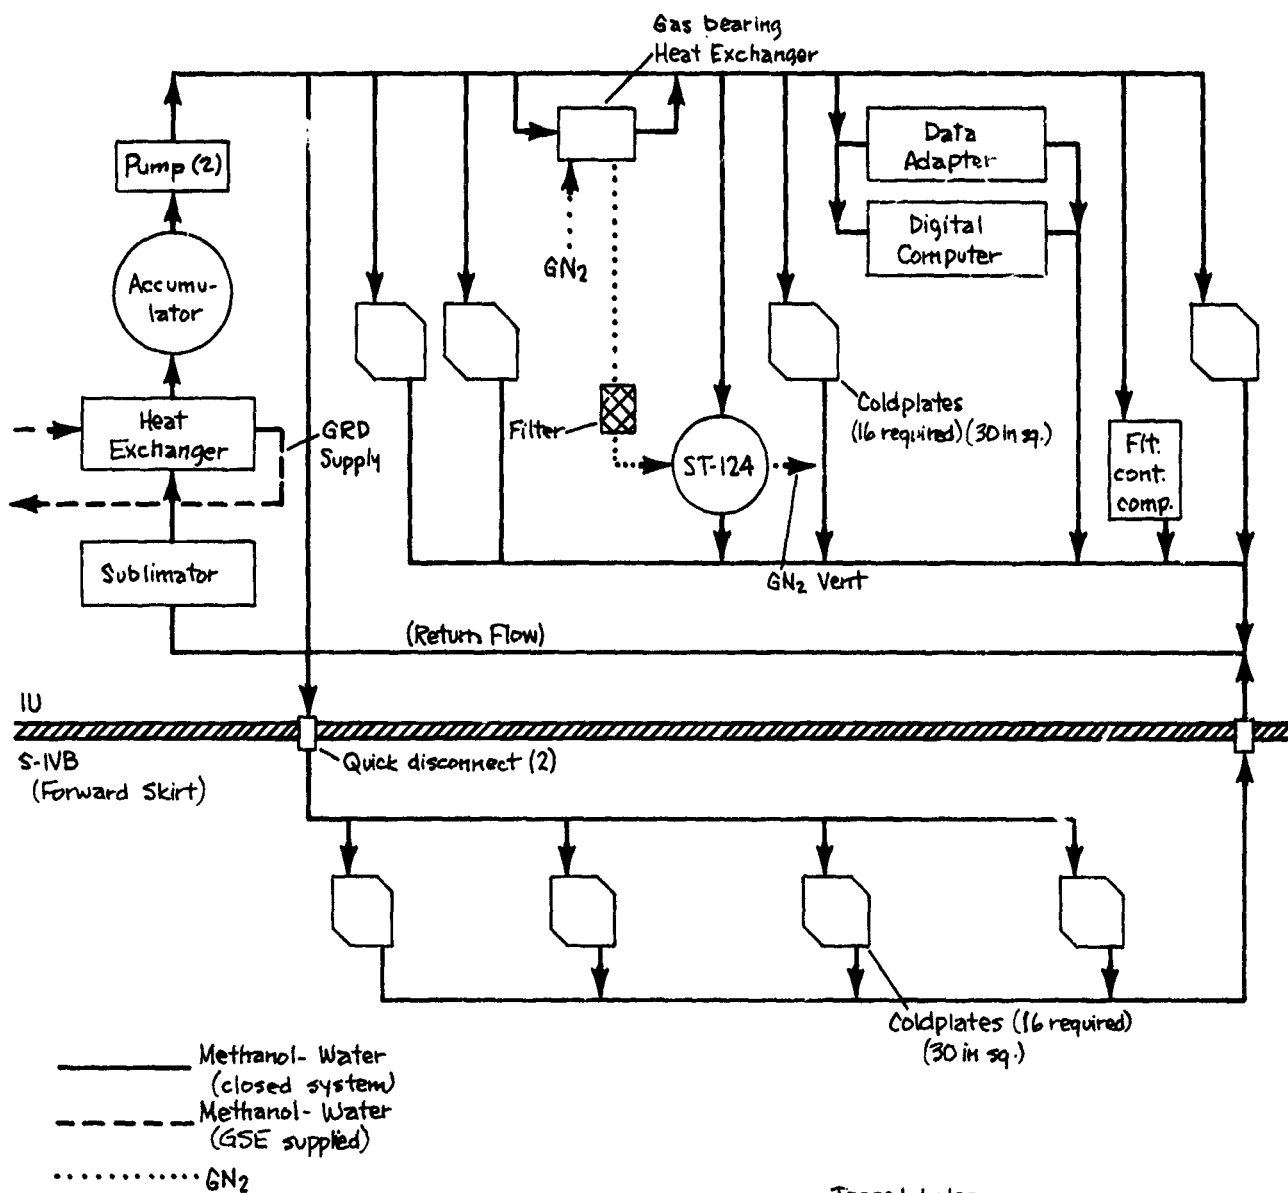 Gas bearing
Heat Exchanger
Pump (2)
Data
Adapter
Digital
Computer
GN2
Accumu-
lator
Coldplates
(16 required) (30 in sq.)
Heat
Exchanger
GRD
Supply
Filter
ST-124
Flt.
cont.
comp.
Sublimator
GN2 Vent
(Return Flow)
IU
S-IVB
(Forward Skirt)
Quick disconnect (2)
Coldplates (16 required)
(30 in sq.)
Methanol-Water
(closed system)
Methanol-Water
(GSE supplied)
GN2